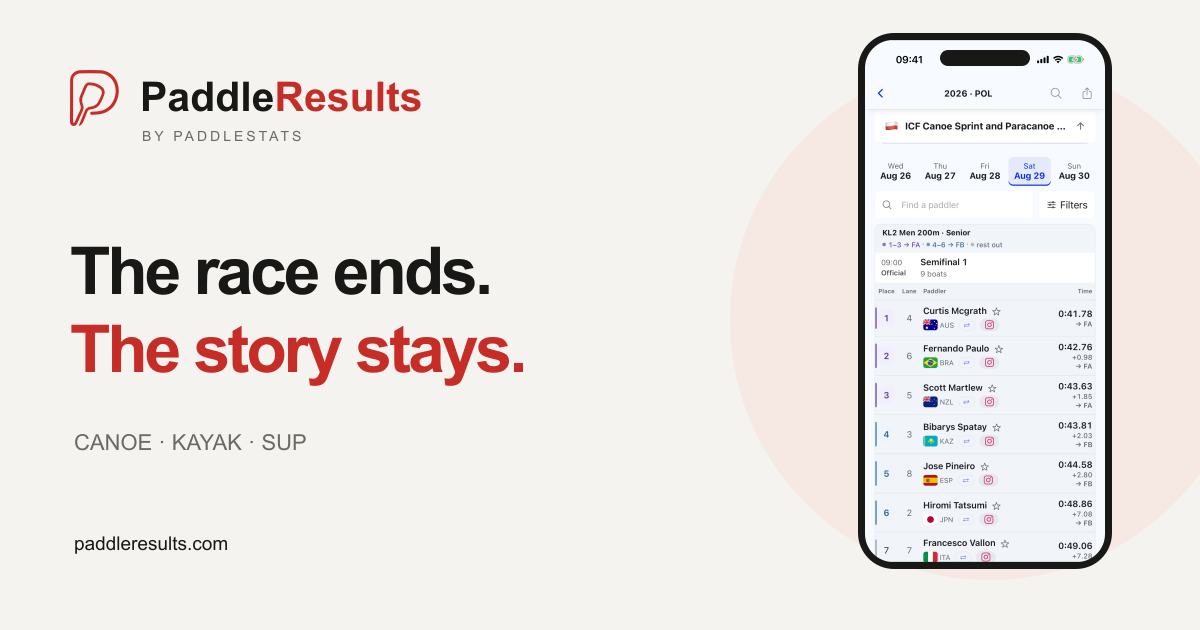 PaddleResults
BY PADDLESTATS
The race ends.
The story stays.
CANOE · KAYAK · SUP
paddleresults.com
09:41
2026 · POL
ICF Canoe Sprint and Paracanoe ...
Wed Thu Fri Sat Sun
Aug 26 Aug 27 Aug 28 Aug 29 Aug 30
Find a paddler Filters
KL2 Men 200m · Senior
1–3 → FA · 4–6 → FB · rest out
09:00 Semifinal 1
Official 9 boats
Place Lane Paddler Time
1 4 Curtis Mcgrath 0:41.78
AUS → FA
2 6 Fernando Paulo 0:42.76
BRA +0.98
→ FA
3 5 Scott Martlew 0:43.63
NZL +1.85
→ FA
4 3 Bibarys Spatay 0:43.81
KAZ +2.03
→ FB
5 8 Jose Pineiro 0:44.58
ESP +2.80
→ FB
6 2 Hiromi Tatsumi 0:48.86
JPN +7.08
→ FB
7 7 Francesco Vallon 0:49.06
ITA +7.28